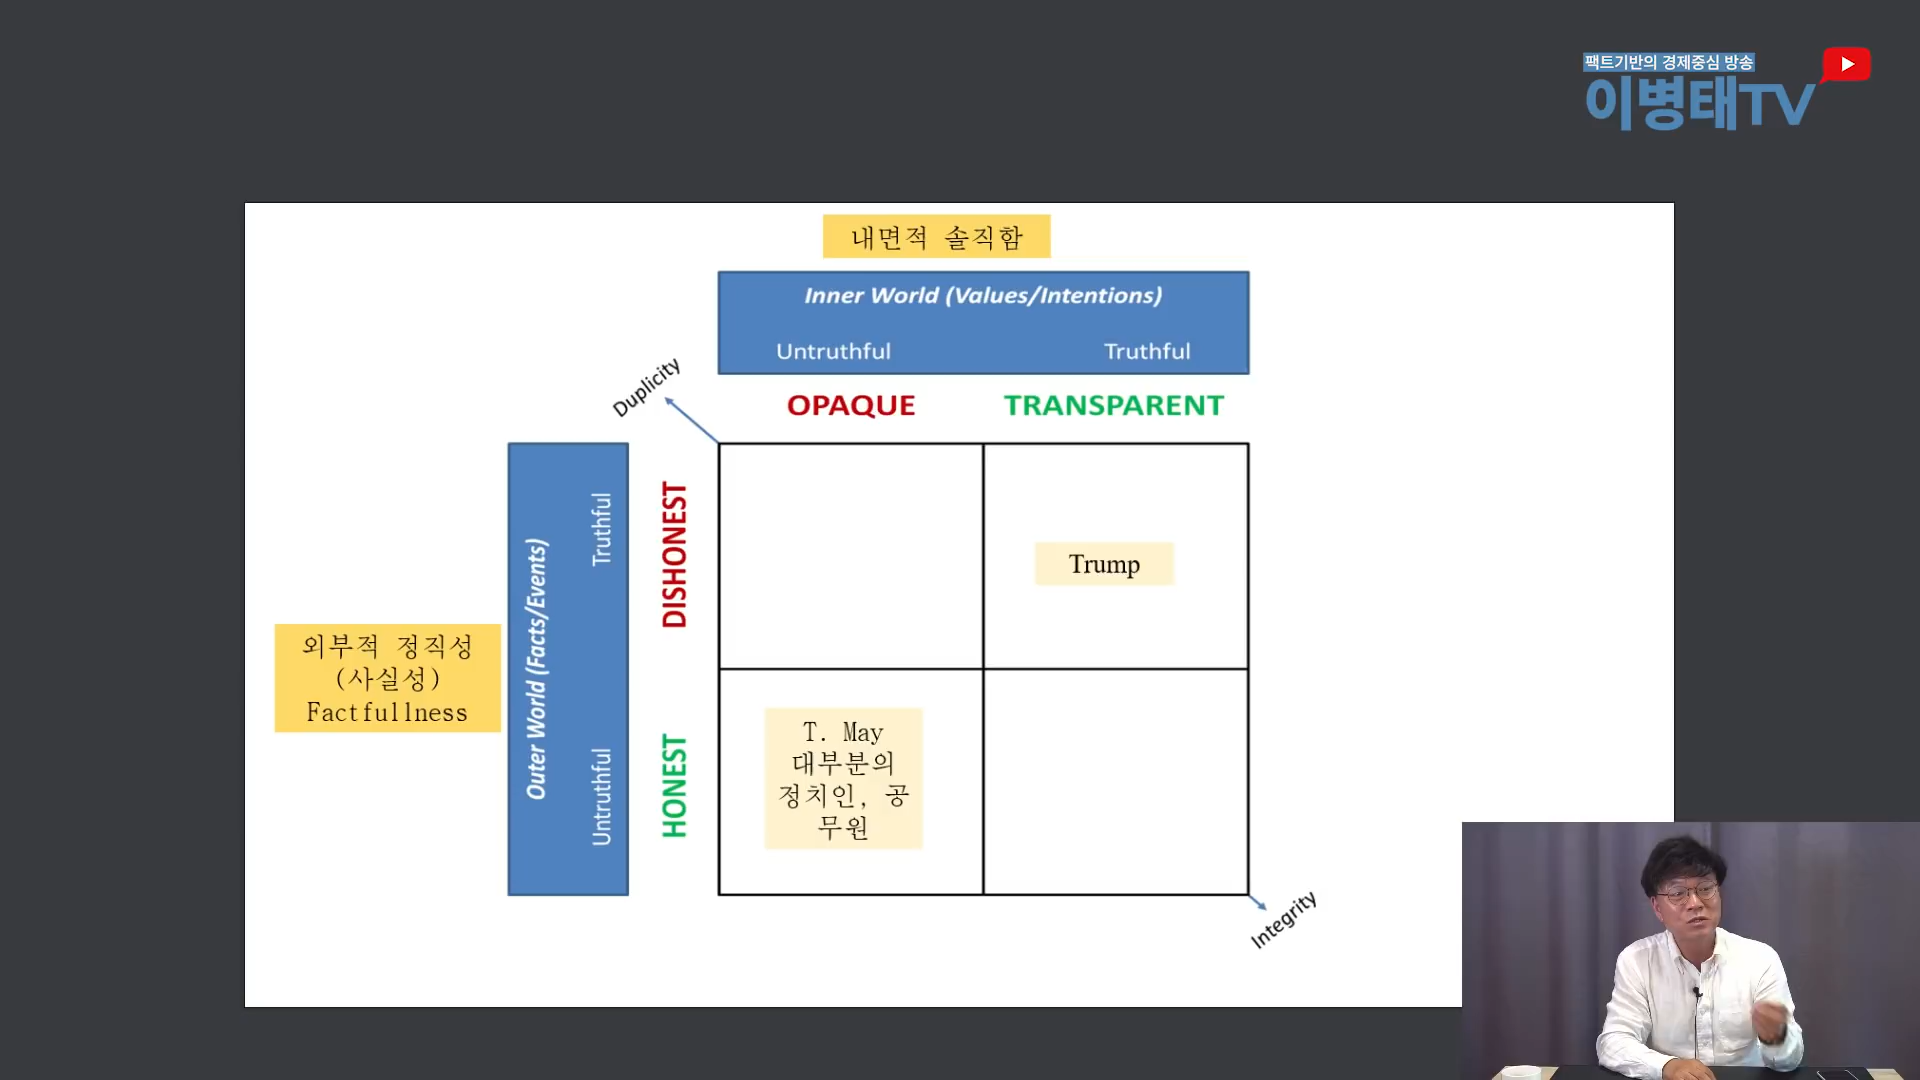 팩트기반의 경제중심 방송
이병태TV
내면적 솔직함
Inner World (Values/Intentions)
Untruthful Truthful
OPAQUE TRANSPARENT
Duplicity
Outer World (Facts/Events)
Truthful
Untruthful
DISHONEST
HONEST
외부적 정직성
(사실성)
Factfullness
Trump
T. May
대부분의
정치인, 공
무원
Integrity